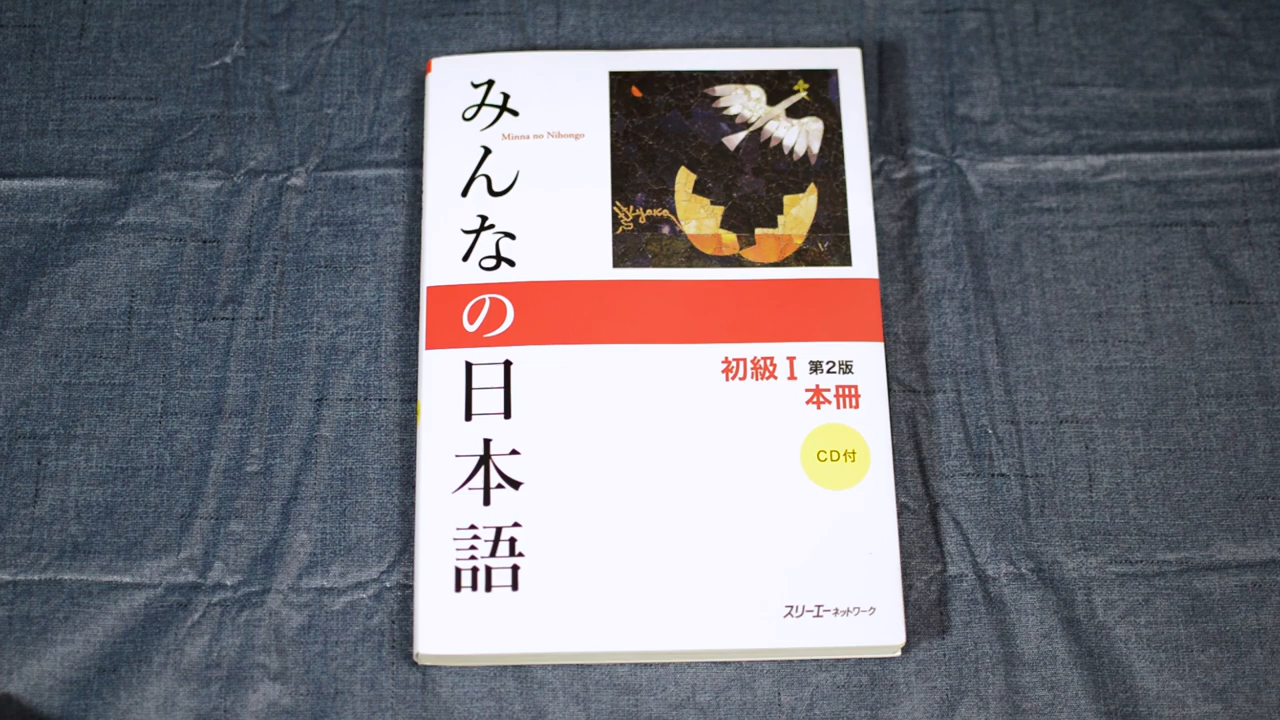 みんなの日本語
Minna no Nihongo
初級I 第2版
本冊
CD付
スリーエーネットワーク